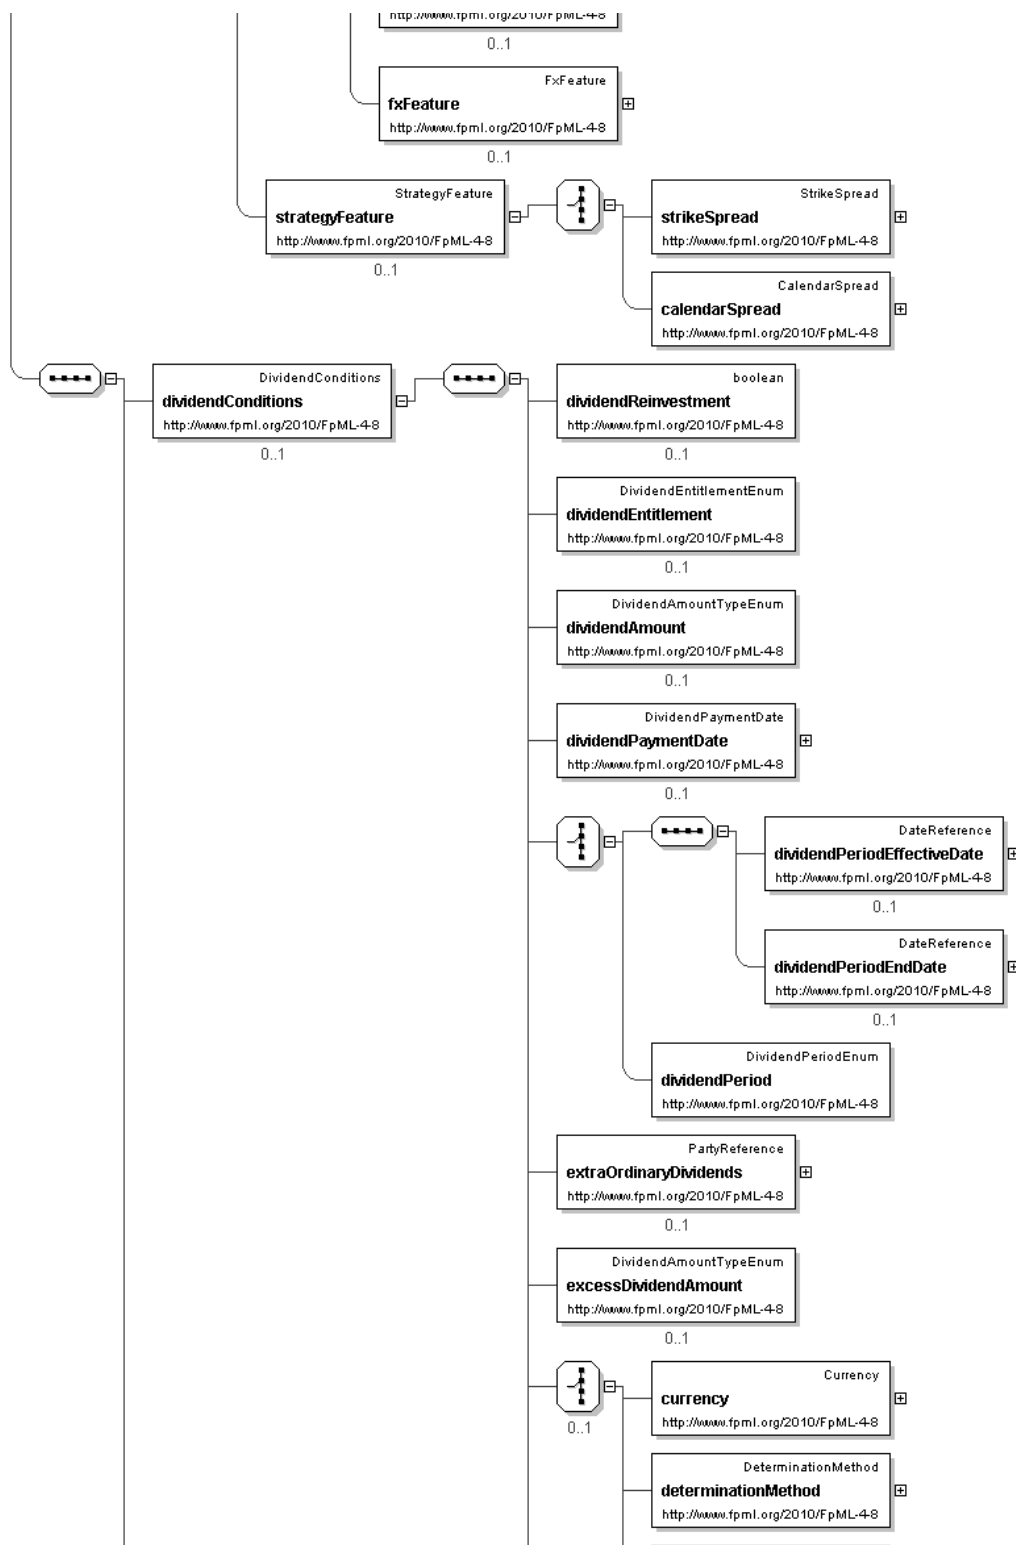 http://www.fpml.org/2010/FpML-4-8
0..1
FxFeature
fxFeature
http://www.fpml.org/2010/FpML-4-8
0..1
StrategyFeature
strategyFeature
http://www.fpml.org/2010/FpML-4-8
0..1
StrikeSpread
strikeSpread
http://www.fpml.org/2010/FpML-4-8
CalendarSpread
calendarSpread
http://www.fpml.org/2010/FpML-4-8
DividendConditions
dividendConditions
http://www.fpml.org/2010/FpML-4-8
0..1
boolean
dividendReinvestment
http://www.fpml.org/2010/FpML-4-8
0..1
DividendEntitlementEnum
dividendEntitlement
http://www.fpml.org/2010/FpML-4-8
0..1
DividendAmountTypeEnum
dividendAmount
http://www.fpml.org/2010/FpML-4-8
0..1
DividendPaymentDate
dividendPaymentDate
http://www.fpml.org/2010/FpML-4-8
0..1
DateReference
dividendPeriodEffectiveDate
http://www.fpml.org/2010/FpML-4-8
0..1
DateReference
dividendPeriodEndDate
http://www.fpml.org/2010/FpML-4-8
0..1
DividendPeriodEnum
dividendPeriod
http://www.fpml.org/2010/FpML-4-8
PartyReference
extraOrdinaryDividends
http://www.fpml.org/2010/FpML-4-8
0..1
DividendAmountTypeEnum
excessDividendAmount
http://www.fpml.org/2010/FpML-4-8
0..1
0..1
Currency
currency
http://www.fpml.org/2010/FpML-4-8
DeterminationMethod
determinationMethod
http://www.fpml.org/2010/FpML-4-8